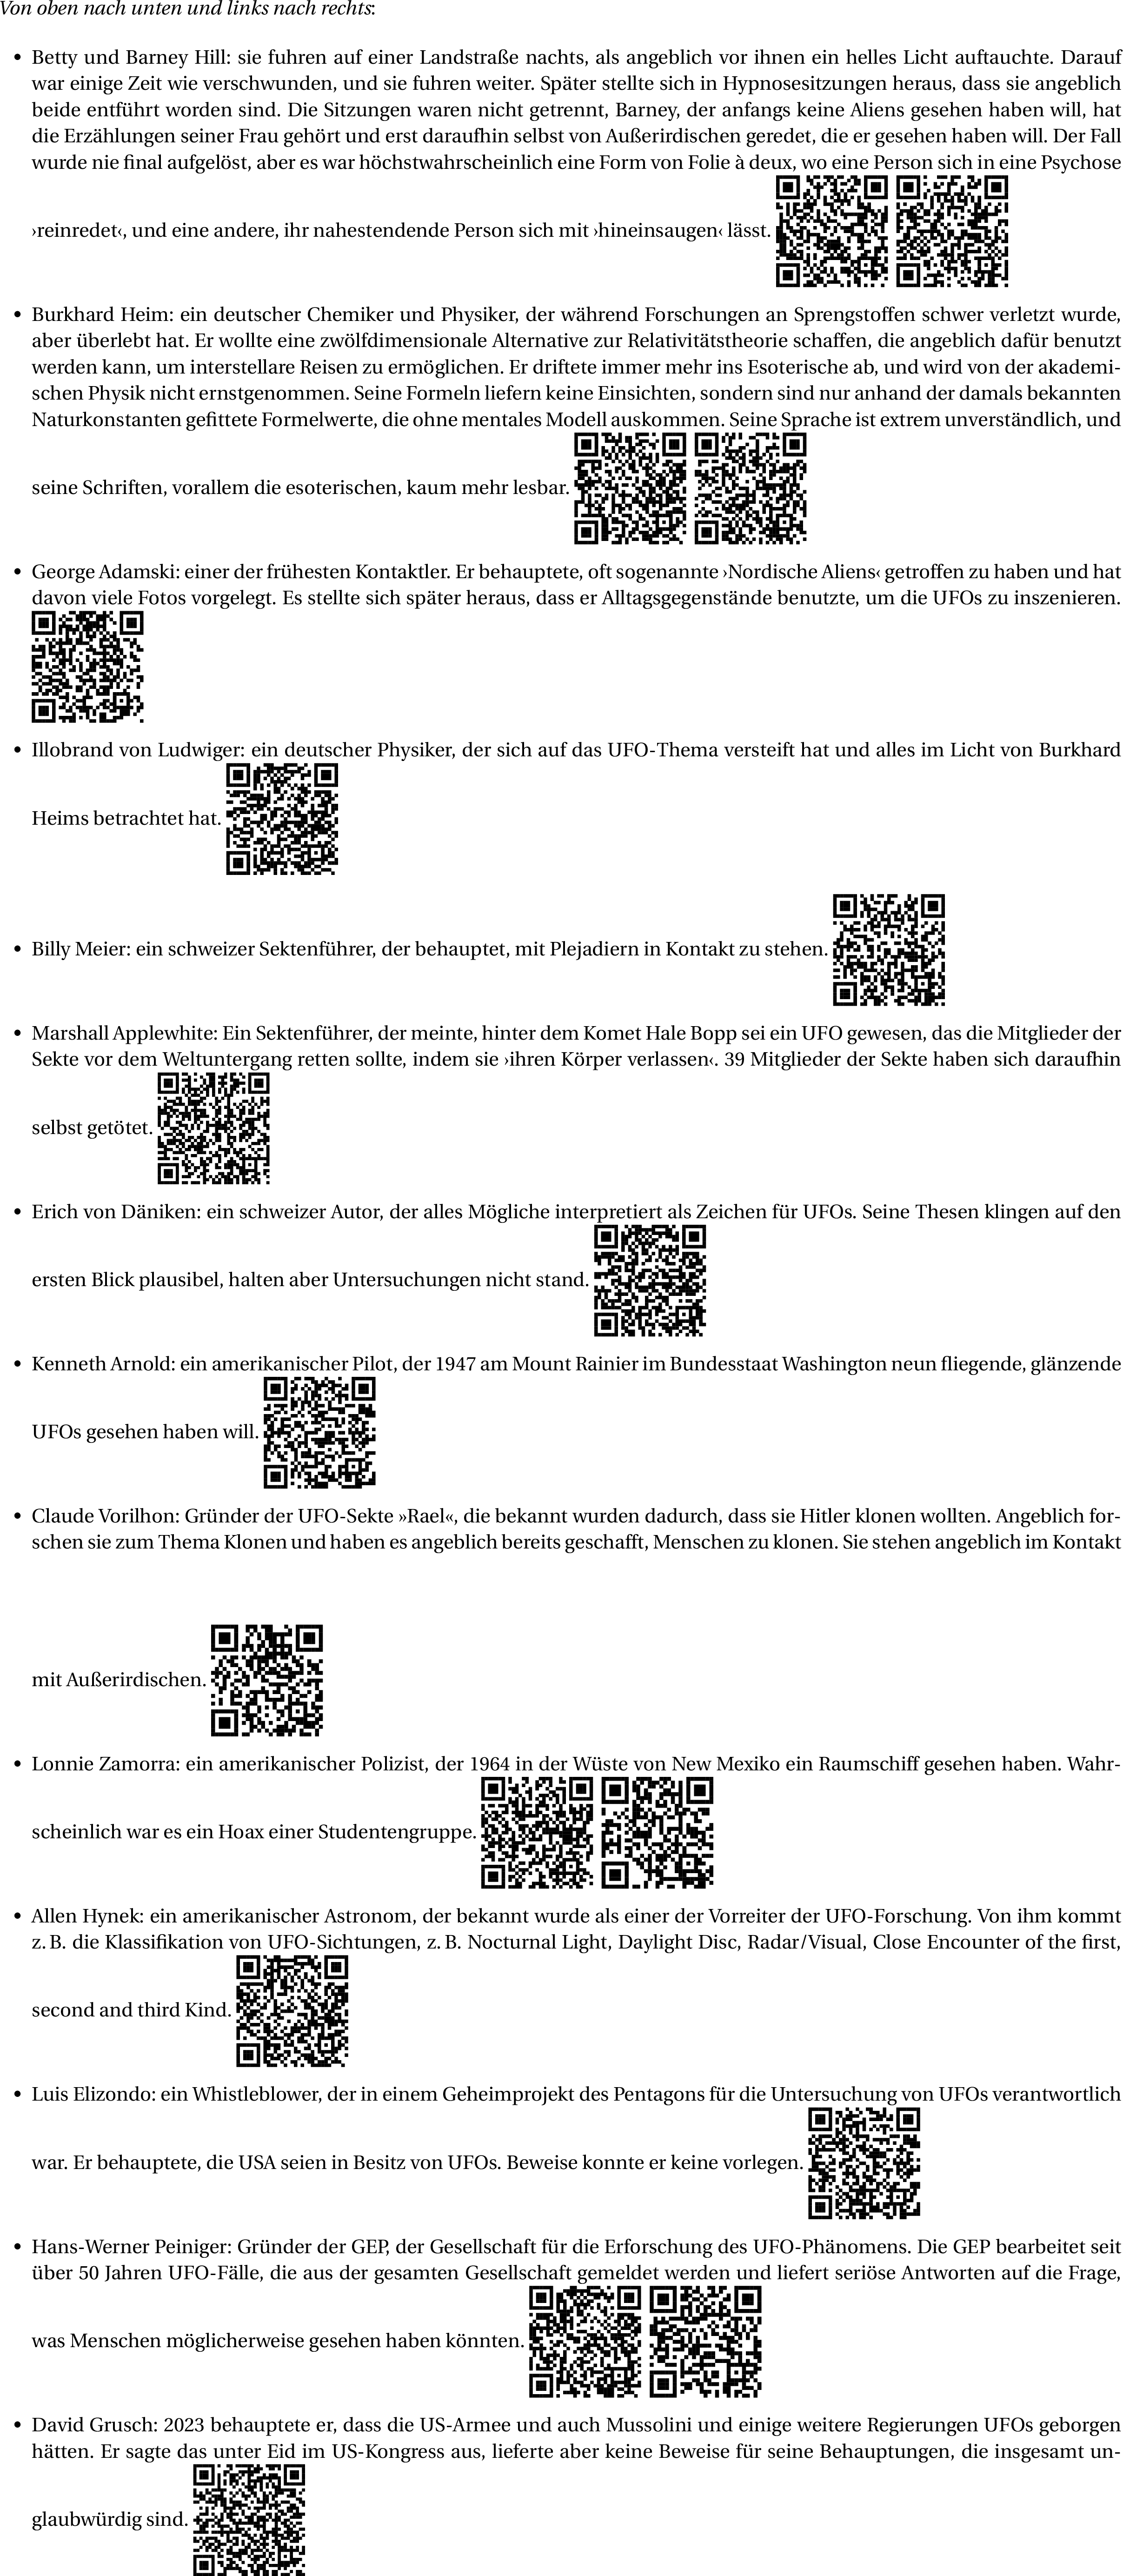 Von oben nach unten und links nach rechts:
• Betty und Barney Hill: sie fuhren auf einer Landstraße nachts, als angeblich vor ihnen ein helles Licht auftauchte. Darauf
war einige Zeit wie verschwunden, und sie fuhren weiter. Später stellte sich in Hypnosesitzungen heraus, dass sie angeblich
beide entführt worden sind. Die Sitzungen waren nicht getrennt, Barney, der anfangs keine Aliens gesehen haben will, hat
die Erzählungen seiner Frau gehört und erst daraufhin selbst von Außerirdischen geredet, die er gesehen haben will. Der Fall
wurde nie final aufgelöst, aber es war höchstwahrscheinlich eine Form von Folie à deux, wo eine Person sich in eine Psychose
›reinredet‹, und eine andere, ihr nahestendende Person sich mit ›hineinsaugen‹ lässt.
• Burkhard Heim: ein deutscher Chemiker und Physiker, der während Forschungen an Sprengstoffen schwer verletzt wurde,
aber überlebt hat. Er wollte eine zwölfdimensionale Alternative zur Relativitätstheorie schaffen, die angeblich dafür benutzt
werden kann, um interstellare Reisen zu ermöglichen. Er driftete immer mehr ins Esoterische ab, und wird von der akademi-
schen Physik nicht ernstgenommen. Seine Formeln liefern keine Einsichten, sondern sind nur anhand der damals bekannten
Naturkonstanten gefittete Formelwerte, die ohne mentales Modell auskommen. Seine Sprache ist extrem unverständlich, und
seine Schriften, vorallem die esoterischen, kaum mehr lesbar.
• George Adamski: einer der frühesten Kontaktler. Er behauptete, oft sogenannte ›Nordische Aliens‹ getroffen zu haben und hat
davon viele Fotos vorgelegt. Es stellte sich später heraus, dass er Alltagsgegenstände benutzte, um die UFOs zu inszenieren.
• Illobrand von Ludwiger: ein deutscher Physiker, der sich auf das UFO-Thema versteift hat und alles im Licht von Burkhard
Heims betrachtet hat.
• Billy Meier: ein schweizer Sektenführer, der behauptet, mit Plejadiern in Kontakt zu stehen.
• Marshall Applewhite: Ein Sektenführer, der meinte, hinter dem Komet Hale Bopp sei ein UFO gewesen, das die Mitglieder der
Sekte vor dem Weltuntergang retten sollte, indem sie ›ihren Körper verlassen‹. 39 Mitglieder der Sekte haben sich daraufhin
selbst getötet.
• Erich von Däniken: ein schweizer Autor, der alles Mögliche interpretiert als Zeichen für UFOs. Seine Thesen klingen auf den
ersten Blick plausibel, halten aber Untersuchungen nicht stand.
• Kenneth Arnold: ein amerikanischer Pilot, der 1947 am Mount Rainier im Bundesstaat Washington neun fliegende, glänzende
UFOs gesehen haben will.
• Claude Vorilhon: Gründer der UFO-Sekte »Rael«, die bekannt wurden dadurch, dass sie Hitler klonen wollten. Angeblich for-
schen sie zum Thema Klonen und haben es angeblich bereits geschafft, Menschen zu klonen. Sie stehen angeblich im Kontakt
mit Außerirdischen.
• Lonnie Zamorra: ein amerikanischer Polizist, der 1964 in der Wüste von New Mexiko ein Raumschiff gesehen haben. Wahr-
scheinlich war es ein Hoax einer Studentengruppe.
• Allen Hynek: ein amerikanischer Astronom, der bekannt wurde als einer der Vorreiter der UFO-Forschung. Von ihm kommt
z. B. die Klassifikation von UFO-Sichtungen, z. B. Nocturnal Light, Daylight Disc, Radar/Visual, Close Encounter of the first,
second and third Kind.
• Luis Elizondo: ein Whistleblower, der in einem Geheimprojekt des Pentagons für die Untersuchung von UFOs verantwortlich
war. Er behauptete, die USA seien in Besitz von UFOs. Beweise konnte er keine vorlegen.
• Hans-Werner Peiniger: Gründer der GEP, der Gesellschaft für die Erforschung des UFO-Phänomens. Die GEP bearbeitet seit
über 50 Jahren UFO-Fälle, die aus der gesamten Gesellschaft gemeldet werden und liefert seriöse Antworten auf die Frage,
was Menschen möglicherweise gesehen haben könnten.
• David Grusch: 2023 behauptete er, dass die US-Armee und auch Mussolini und einige weitere Regierungen UFOs geborgen
hätten. Er sagte das unter Eid im US-Kongress aus, lieferte aber keine Beweise für seine Behauptungen, die insgesamt un-
glaubwürdig sind.